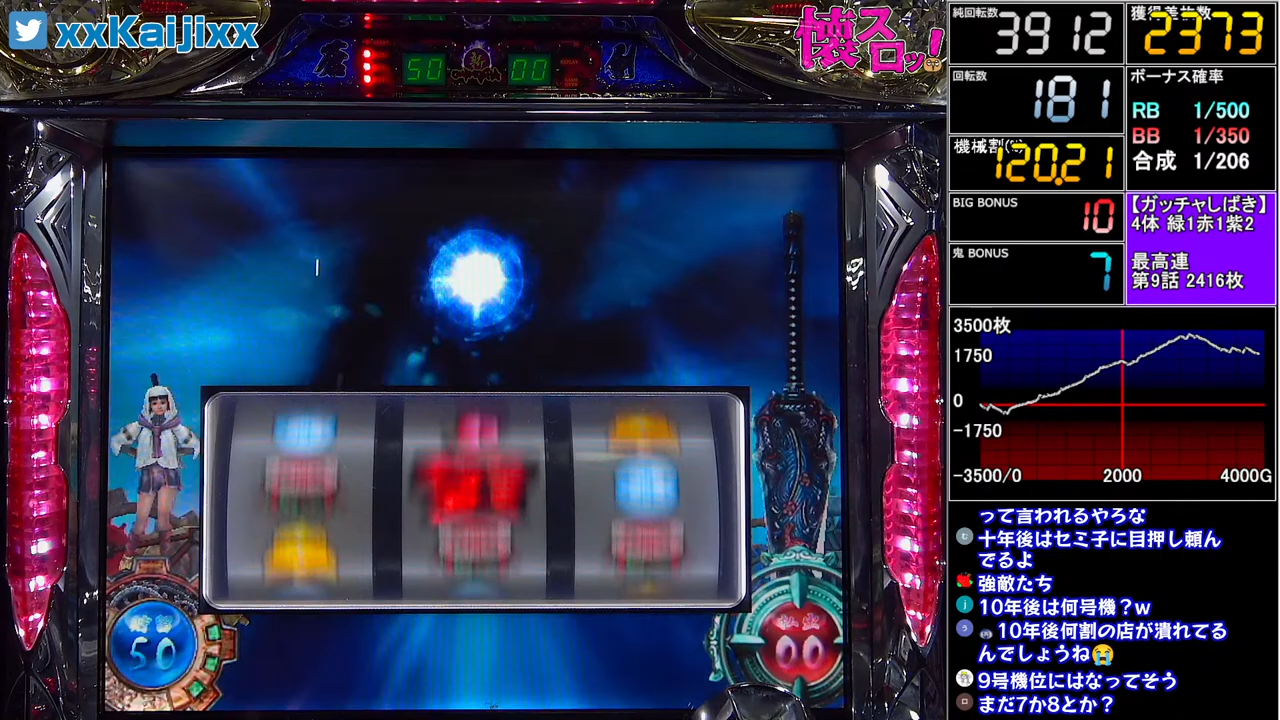 xxKaijixx
懐スロッ!
50
00
REPLAY
50
00
純回転数
3912
獲得差枚数
2373
回転数
181
ボーナス確率
RB 1/500
BB 1/350
合成 1/206
機械割(%)
120.21
BIG BONUS
10
鬼 BONUS
7
【ガッチャしばき】
4体 緑1赤1紫2
最高連
第9話 2416枚
3500枚
1750
0
-1750
-3500/0
2000
4000G
って言われるやろな
十年後はセミ子に目押し頼ん
でるよ
強敵たち
j 10年後は何号機？w
う 10年後何割の店が潰れてる
んでしょうね😭
9号機位にはなってそう
ロ まだ7か8とか？